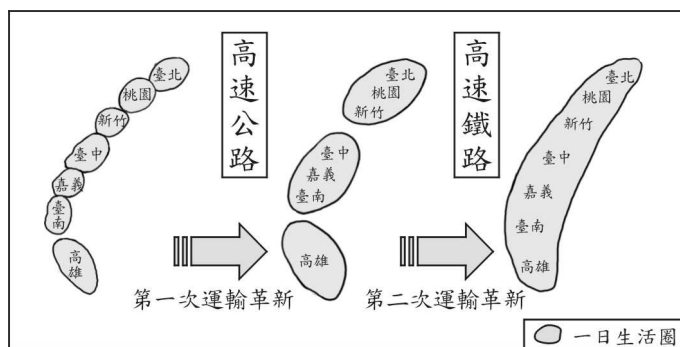 臺北
桃園
新竹
臺中
嘉義
臺南
高雄
高速公路
第一次運輸革新
臺北
桃園
新竹
臺中
嘉義
臺南
高雄
高速鐵路
第二次運輸革新
臺北
桃園
新竹
臺中
嘉義
臺南
高雄
一日生活圈